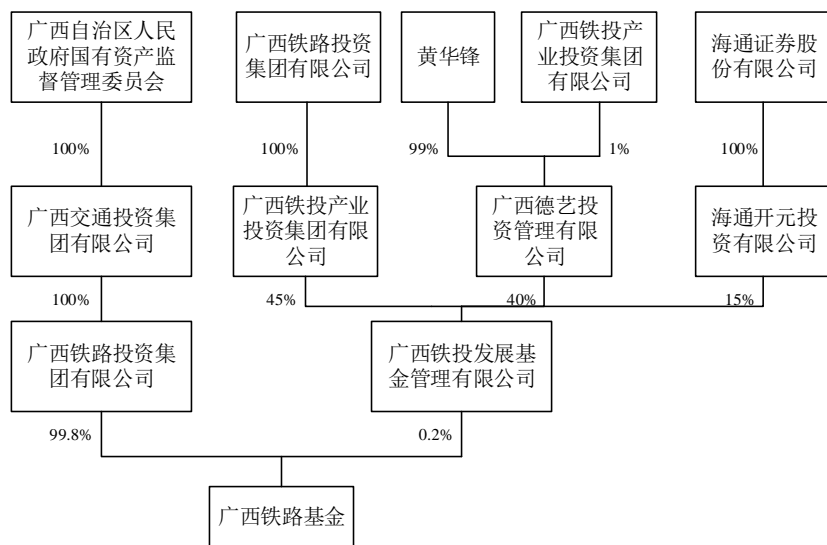 广西自治区人民
政府国有资产监
督管理委员会
广西铁路投资
集团有限公司
黄华锋
广西铁投产
业投资集团
有限公司
海通证券股
份有限公司
100%
100%
99%
1%
100%
广西交通投资集
团有限公司
广西铁投产业
投资集团有限
公司
广西德艺投
资管理有限
公司
海通开元投
资有限公司
100%
45%
40%
15%
广西铁路投资集
团有限公司
广西铁投发展基
金管理有限公司
99.8%
0.2%
广西铁路基金